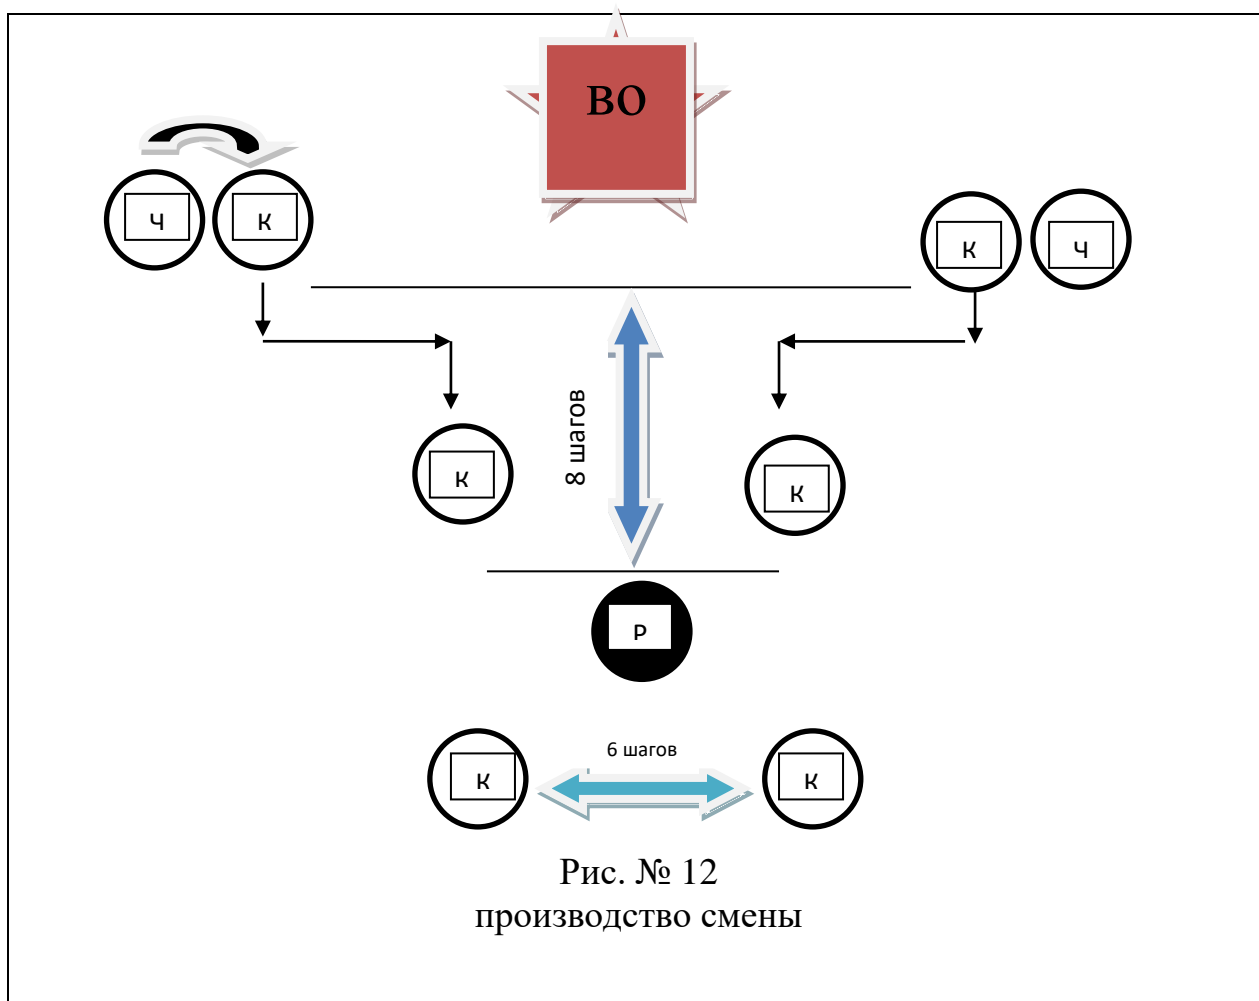 ВО
Ч К
К Ч
8 шагов
К К
Р
6 шагов
К К
Рис. № 12
производство смены